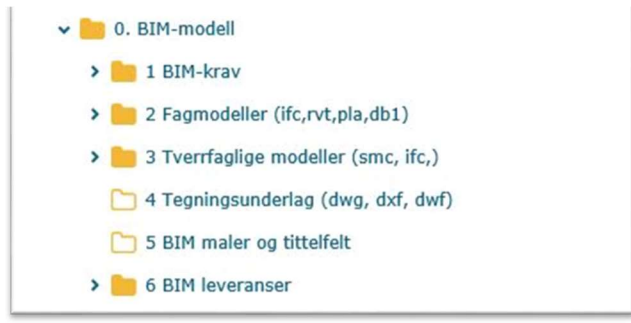 0. BIM-modell
1 BIM-krav
2 Fagmodeller (ifc,rvt,pla,db1)
3 Tverrfaglige modeller (smc, ifc,)
4 Tegningsunderlag (dwg, dxf, dwf)
5 BIM maler og tittelfelt
6 BIM leveranser